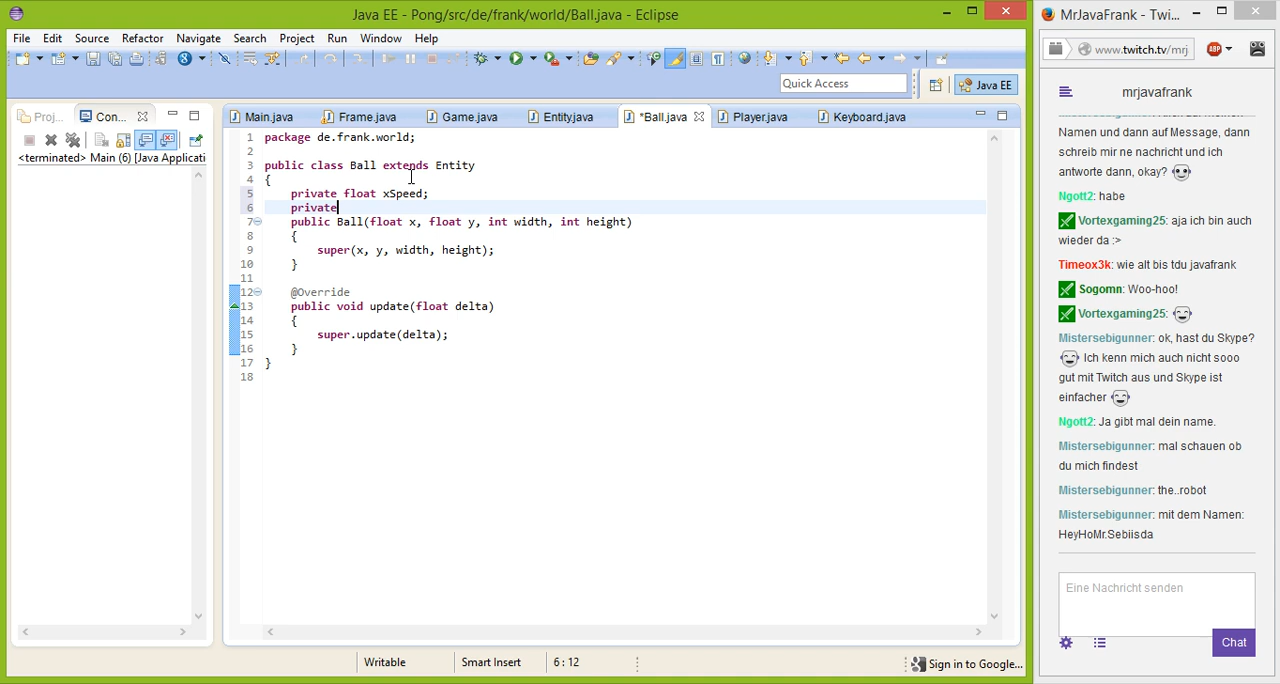 Java EE - Pong/src/de/frank/world/Ball.java - Eclipse
File Edit Source Refactor Navigate Search Project Run Window Help
Quick Access
Java EE
Proj...
Con...
<terminated> Main (6) [Java Applicati
Main.java
Frame.java
Game.java
Entity.java
*Ball.java
Player.java
Keyboard.java
1 package de.frank.world;
2
3 public class Ball extends Entity
4 {
5 private float xSpeed;
6 private
7 public Ball(float x, float y, int width, int height)
8 {
9 super(x, y, width, height);
10 }
11
12 @Override
13 public void update(float delta)
14 {
15 super.update(delta);
16 }
17 }
18
Writable
Smart Insert
6 : 12
Sign in to Google...
MrJavaFrank - Twi...
www.twitch.tv/mrj
ABP
mrjavafrank
Namen und dann auf Message, dann
schreib mir ne nachricht und ich
antworte dann, okay?
Ngott2: habe
Vortexgaming25: aja ich bin auch
wieder da :>
Timeox3k: wie alt bis tdu javafrank
Sogomn: Woo-hoo!
Vortexgaming25:
Mistersebigunner: ok, hast du Skype?
Ich kenn mich auch nicht sooo
gut mit Twitch aus und Skype ist
einfacher
Ngott2: Ja gibt mal dein name.
Mistersebigunner: mal schauen ob
du mich findest
Mistersebigunner: the..robot
Mistersebigunner: mit dem Namen:
HeyHoMr.Sebiisda
Eine Nachricht senden
Chat